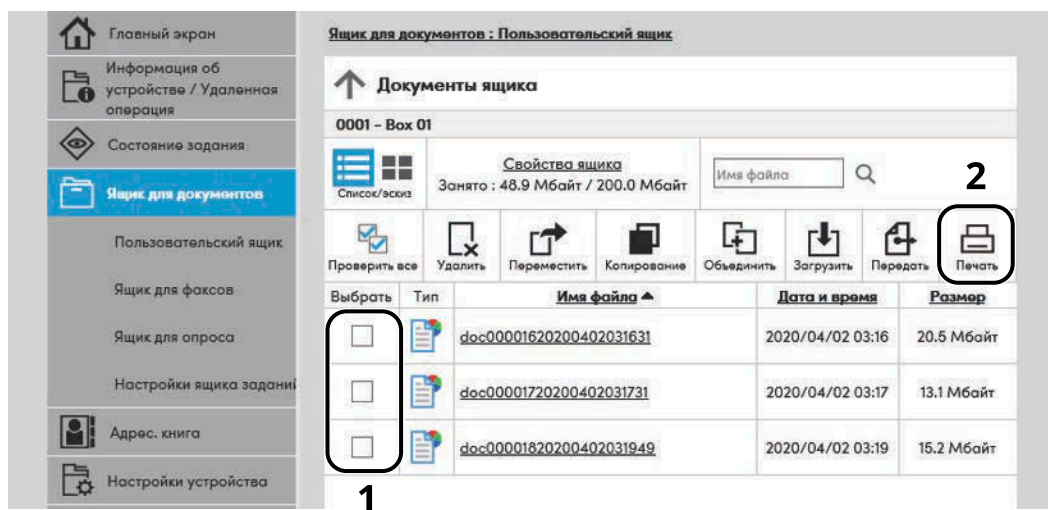 Главный экран
Информация об
устройстве / Удаленная
операция
Состояние задания
Ящик для документов
Пользовательский ящик
Ящик для факсов
Ящик для опроса
Настройки ящика заданий
Адрес. книга
Настройки устройства
Ящик для документов : Пользовательский ящик
Документы ящика
0001 - Box 01
Список/эскиз
Свойства ящика
Занято : 48.9 Мбайт / 200.0 Мбайт
Имя файла
2
Проверить все Удалить Переместить Копирование Объединить Загрузить Передать Печать
Выбрать Тип Имя файла Дата и время Размер
doc00001620200402031631 2020/04/02 03:16 20.5 Мбайт
doc00001720200402031731 2020/04/02 03:17 13.1 Мбайт
doc00001820200402031949 2020/04/02 03:19 15.2 Мбайт
1